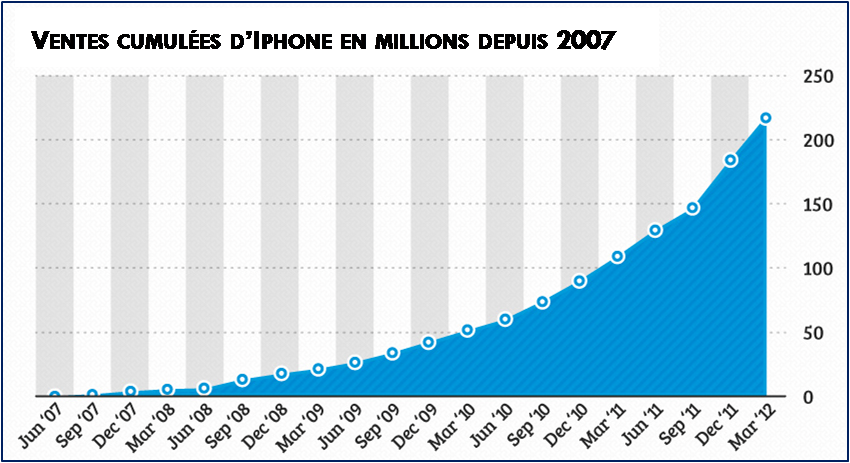 VENTES CUMULÉES D'IPHONE EN MILLIONS DEPUIS 2007
250
200
150
100
50
0
Jun '07
Sep '07
Dec '07
Mar '08
Jun '08
Sep '08
Dec '08
Mar '09
Jun '09
Sep '09
Dec '09
Mar '10
Jun '10
Sep '10
Dec '10
Mar '11
Jun '11
Sep '11
Dec '11
Mar '12